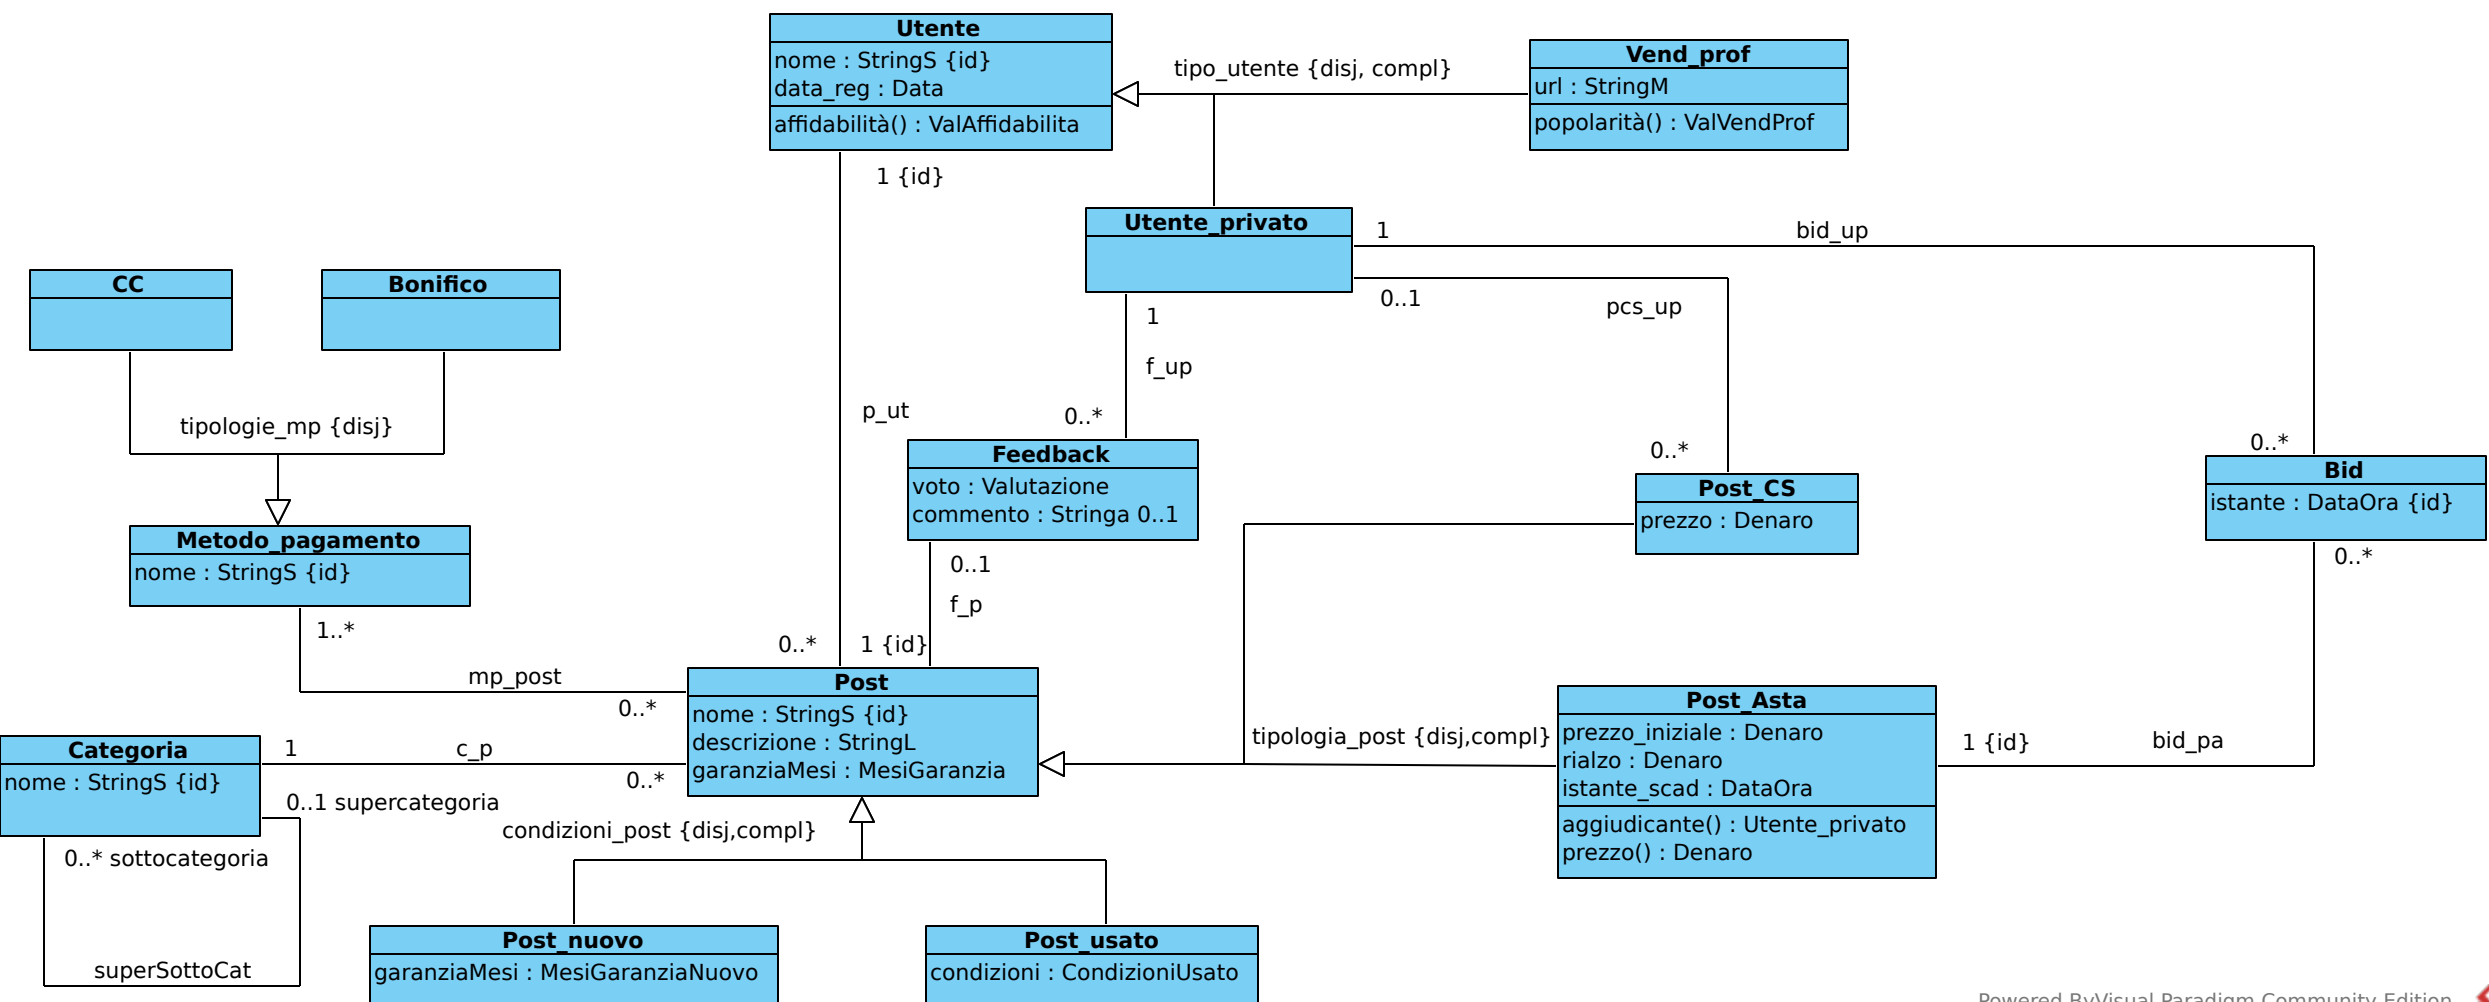 Utente
nome : StringS {id}
data_reg : Data
affidabilità() : ValAffidabilita
tipo_utente {disj, compl}
Vend_prof
url : StringM
popolarità() : ValVendProf
1 {id}
Utente_privato
1
bid_up
0..1
pcs_up
CC
Bonifico
1
f_up
tipologie_mp {disj}
p_ut
0..*
0..*
0..*
Feedback
voto : Valutazione
commento : Stringa 0..1
Post_CS
prezzo : Denaro
Bid
istante : DataOra {id}
0..*
Metodo_pagamento
nome : StringS {id}
0..1
f_p
1..*
0..*
1 {id}
mp_post
0..*
Post
nome : StringS {id}
descrizione : StringL
garanziaMesi : MesiGaranzia
tipologia_post {disj,compl}
Post_Asta
prezzo_iniziale : Denaro
rialzo : Denaro
istante_scad : DataOra
aggiudicante() : Utente_privato
prezzo() : Denaro
1 {id}
bid_pa
Categoria
nome : StringS {id}
1
c_p
0..*
0..1 supercategoria
condizioni_post {disj,compl}
0..* sottocategoria
superSottoCat
Post_nuovo
garanziaMesi : MesiGaranziaNuovo
Post_usato
condizioni : CondizioniUsato
Powered ByVisual Paradigm Community Edition